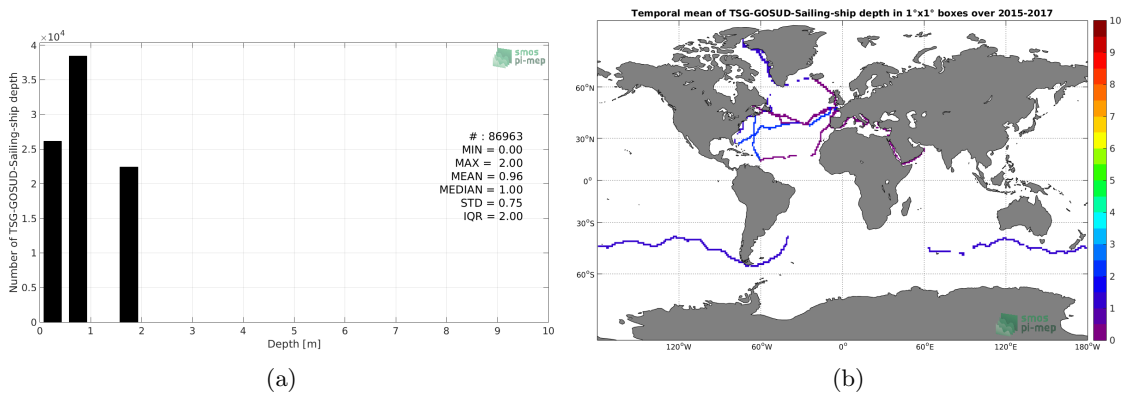 ×10⁴
4
3.5
3
2.5
2
1.5
1
0.5
0
0 1 2 3 4 5 6 7 8 9 10
Depth [m]
Number of TSG-GOSUD-Sailing-ship depth
smos
pi-mep
# : 86963
MIN = 0.00
MAX = 2.00
MEAN = 0.96
MEDIAN = 1.00
STD = 0.75
IQR = 2.00
(a)
Temporal mean of TSG-GOSUD-Sailing-ship depth in 1°x1° boxes over 2015-2017
60°N
30°N
0°
30°S
60°S
120°W 60°W 0° 60°E 120°E 180°W
smos
pi-mep
10
9
8
7
6
5
4
3
2
1
0
(b)